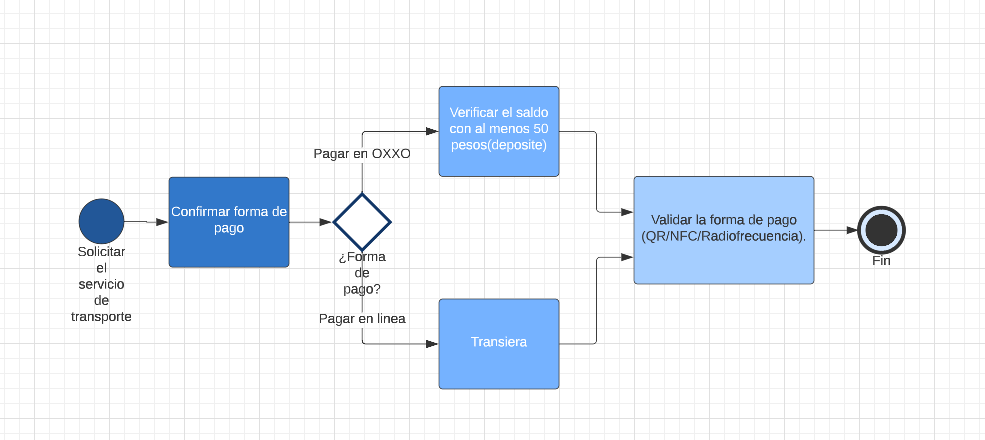 Solicitar
el
servicio
de
transporte
Confirmar forma de
pago
¿Forma
de
pago?
Pagar en OXXO
Verificar el saldo
con al menos 50
pesos(deposite)
Pagar en linea
Transiera
Validar la forma de pago
(QR/NFC/Radiofrecuencia).
Fin